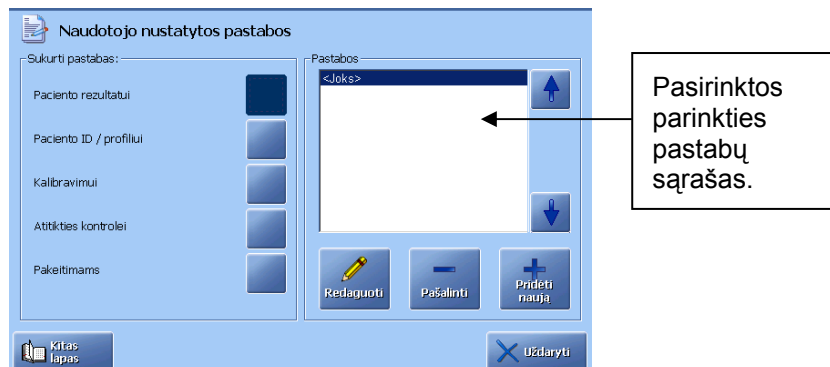 Naudotojo nustatytos pastabos
Sukurti pastabas:
Paciento rezultatui
Paciento ID / profiliui
Kalibravimui
Atitikties kontrolei
Pakeitimams
Pastabos
<Joks>
Redaguoti
Pašalinti
Pridėti
naują
Kitas
lapas
Uždaryti
Pasirinktos
parinkties
pastabų
sąrašas.